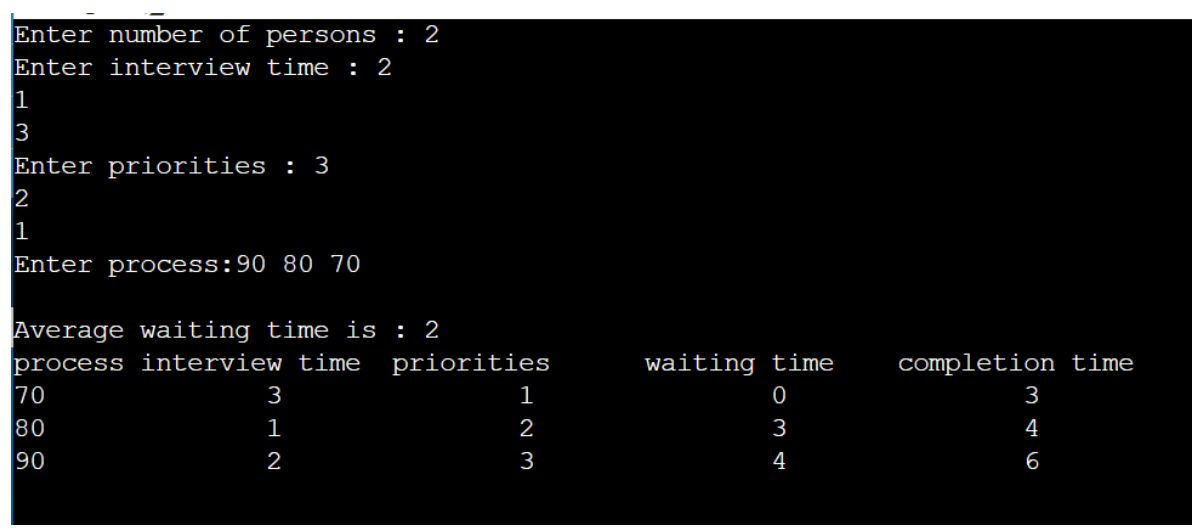 Enter number of persons : 2
Enter interview time : 2
1
3
Enter priorities : 3
2
1
Enter process:90 80 70
Average waiting time is : 2
process interview time priorities waiting time completion time
70 3 1 0 3
80 1 2 3 4
90 2 3 4 6